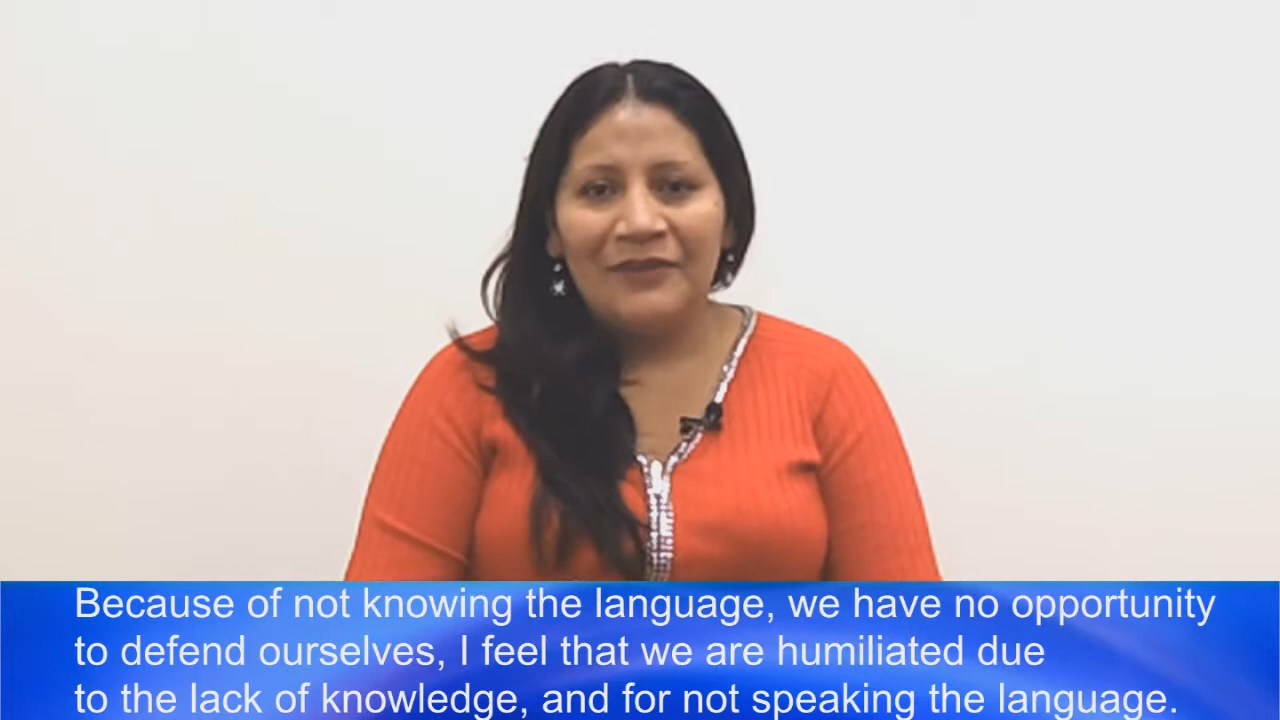 Because of not knowing the language, we have no opportunity
to defend ourselves, I feel that we are humiliated due
to the lack of knowledge, and for not speaking the language.